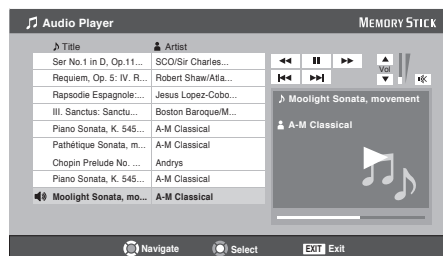 Audio Player
MEMORY STICK
Title Artist
Ser No.1 in D, Op.11... SCO/Sir Charles...
Requiem, Op. 5: IV. R... Robert Shaw/Atla...
Rapsodie Espagnole:... Jesus Lopez-Cobo...
III. Sanctus: Sanctu... Boston Baroque/M...
Piano Sonata, K. 545... A-M Classical
Pathétique Sonata, m... A-M Classical
Chopin Prelude No. ... Andrys
Piano Sonata, K. 545... A-M Classical
Moolight Sonata, mo... A-M Classical
Vol
Moolight Sonata, movement
A-M Classical
Navigate Select EXIT Exit